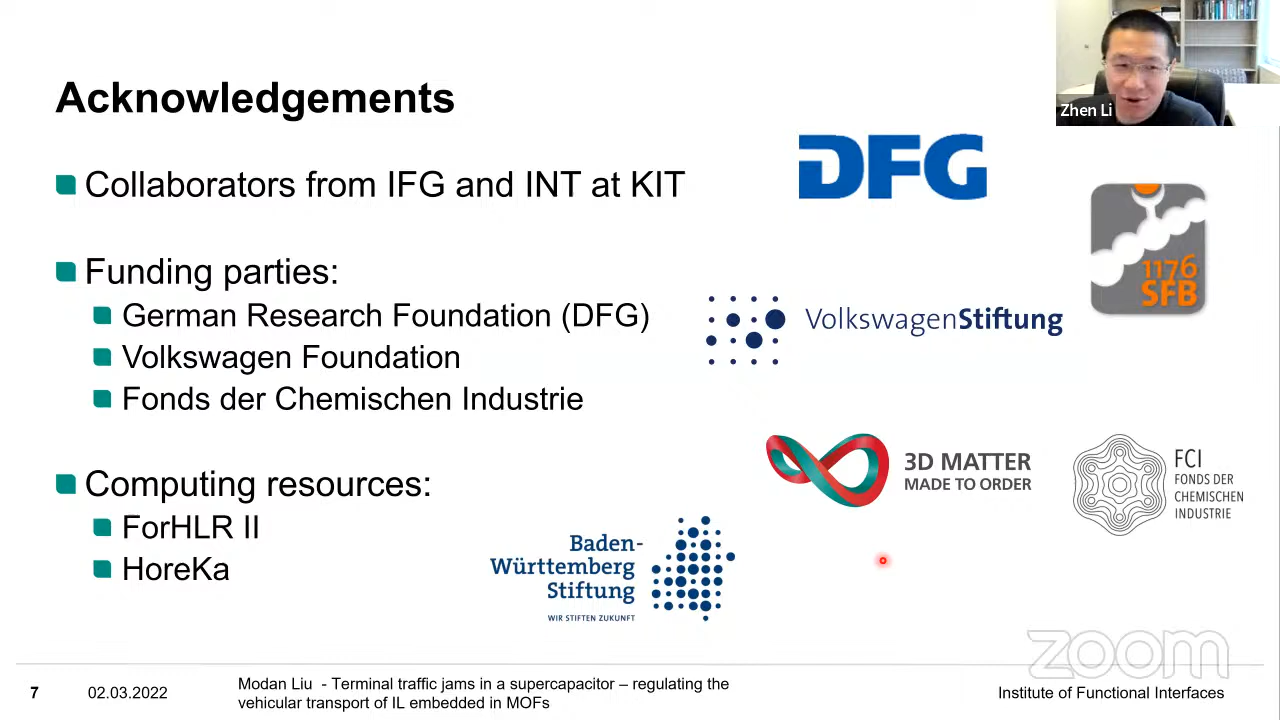 Acknowledgements
Zhen Li
Collaborators from IFG and INT at KIT
Funding parties:
German Research Foundation (DFG)
Volkswagen Foundation
Fonds der Chemischen Industrie
Computing resources:
ForHLR II
HoreKa
DFG
1176
SFB
VolkswagenStiftung
3D MATTER
MADE TO ORDER
FCI
FONDS DER
CHEMISCHEN
INDUSTRIE
Baden-
Württemberg
Stiftung
WIR STIFTEN ZUKUNFT
zoom
7
02.03.2022
Modan Liu - Terminal traffic jams in a supercapacitor – regulating the
vehicular transport of IL embedded in MOFs
Institute of Functional Interfaces